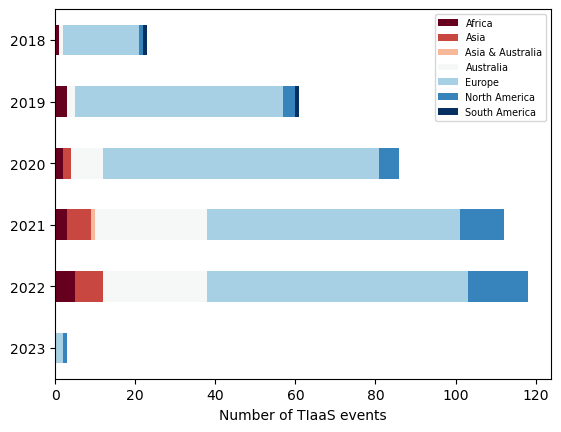 2018
2019
2020
2021
2022
2023
0 20 40 60 80 100 120
Number of TIaaS events
Africa
Asia
Asia & Australia
Australia
Europe
North America
South America